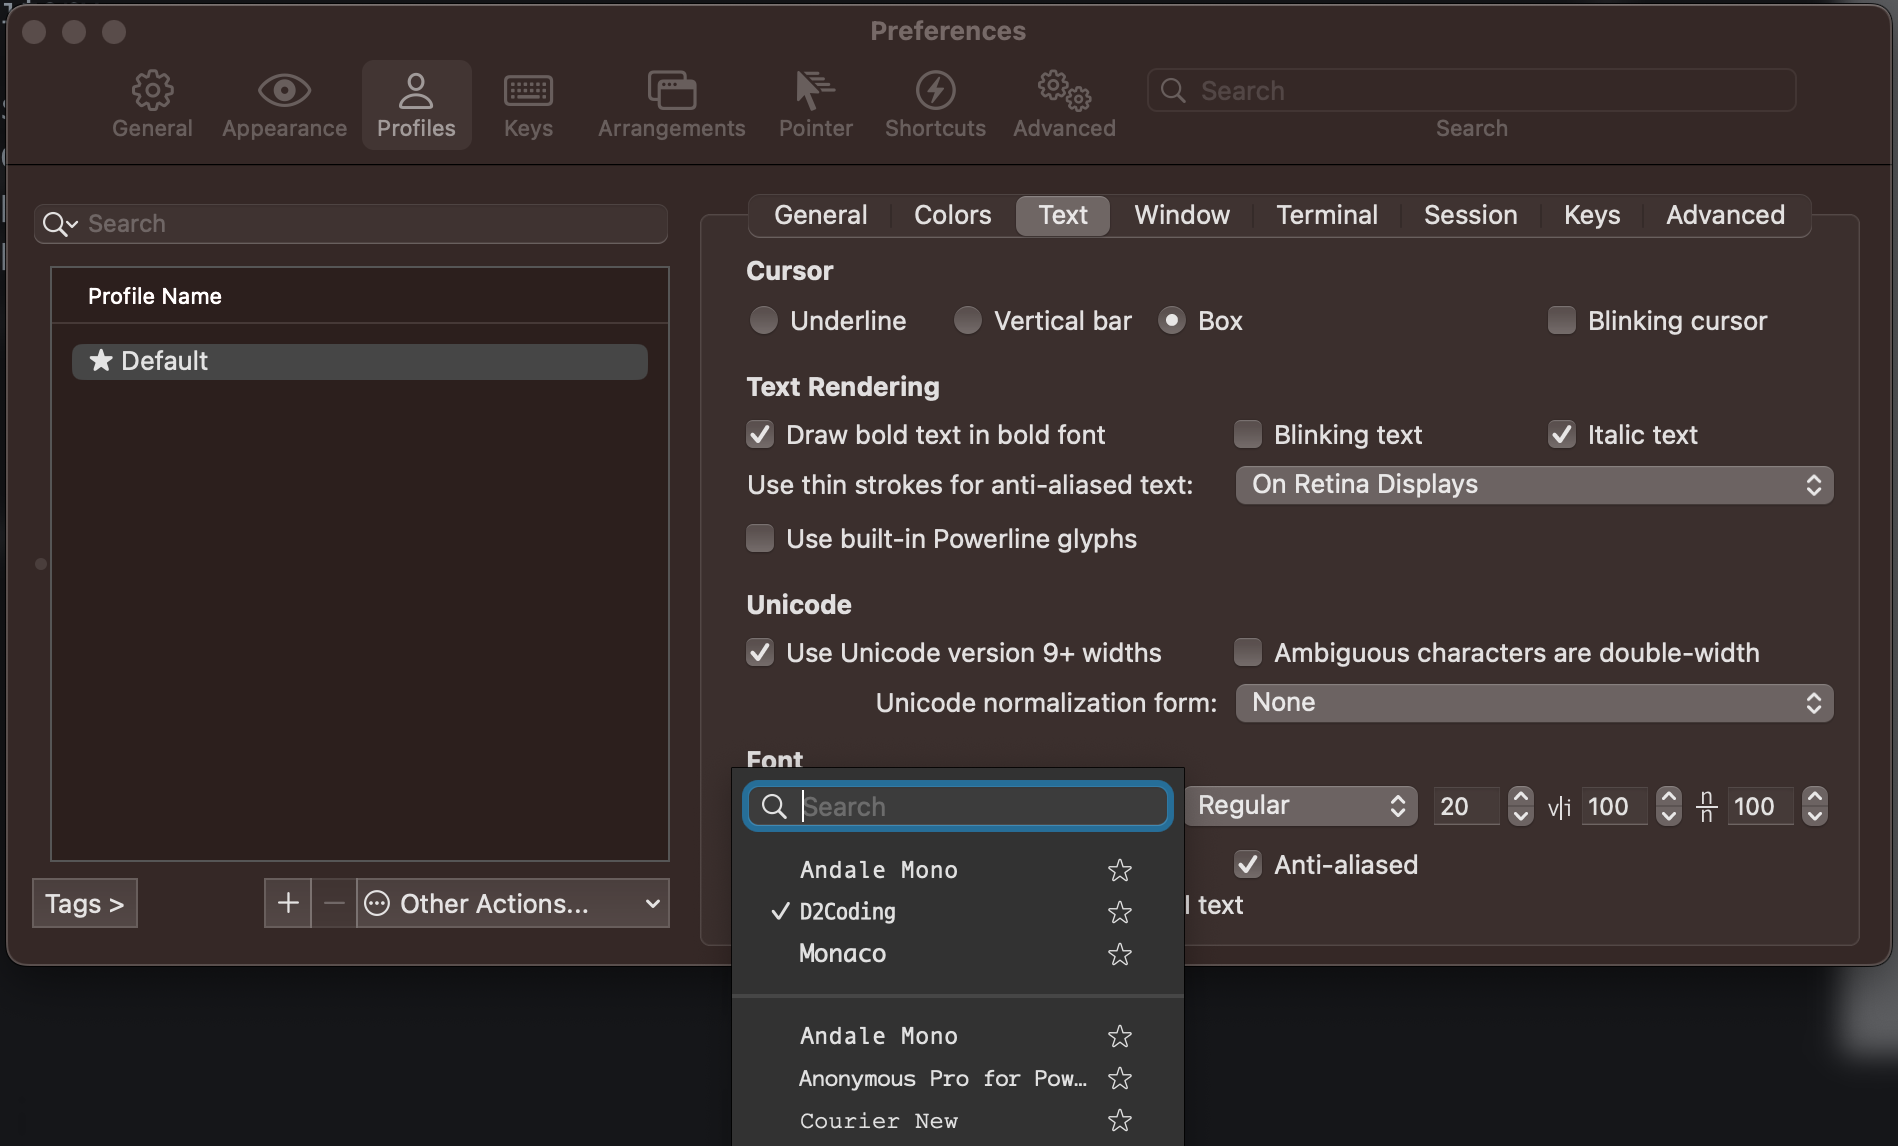 Preferences
General
Appearance
Profiles
Keys
Arrangements
Pointer
Shortcuts
Advanced
Search
Search
Search
Profile Name
★ Default
Tags >
+ − Other Actions...
General Colors Text Window Terminal Session Keys Advanced
Cursor
Underline Vertical bar Box Blinking cursor
Text Rendering
Draw bold text in bold font Blinking text Italic text
Use thin strokes for anti-aliased text: On Retina Displays
Use built-in Powerline glyphs
Unicode
Use Unicode version 9+ widths Ambiguous characters are double-width
Unicode normalization form: None
Font
Search
Regular 20 v|i 100 n/n 100
Anti-aliased
text
Andale Mono
✓ D2Coding
Monaco
Andale Mono
Anonymous Pro for Pow…
Courier New